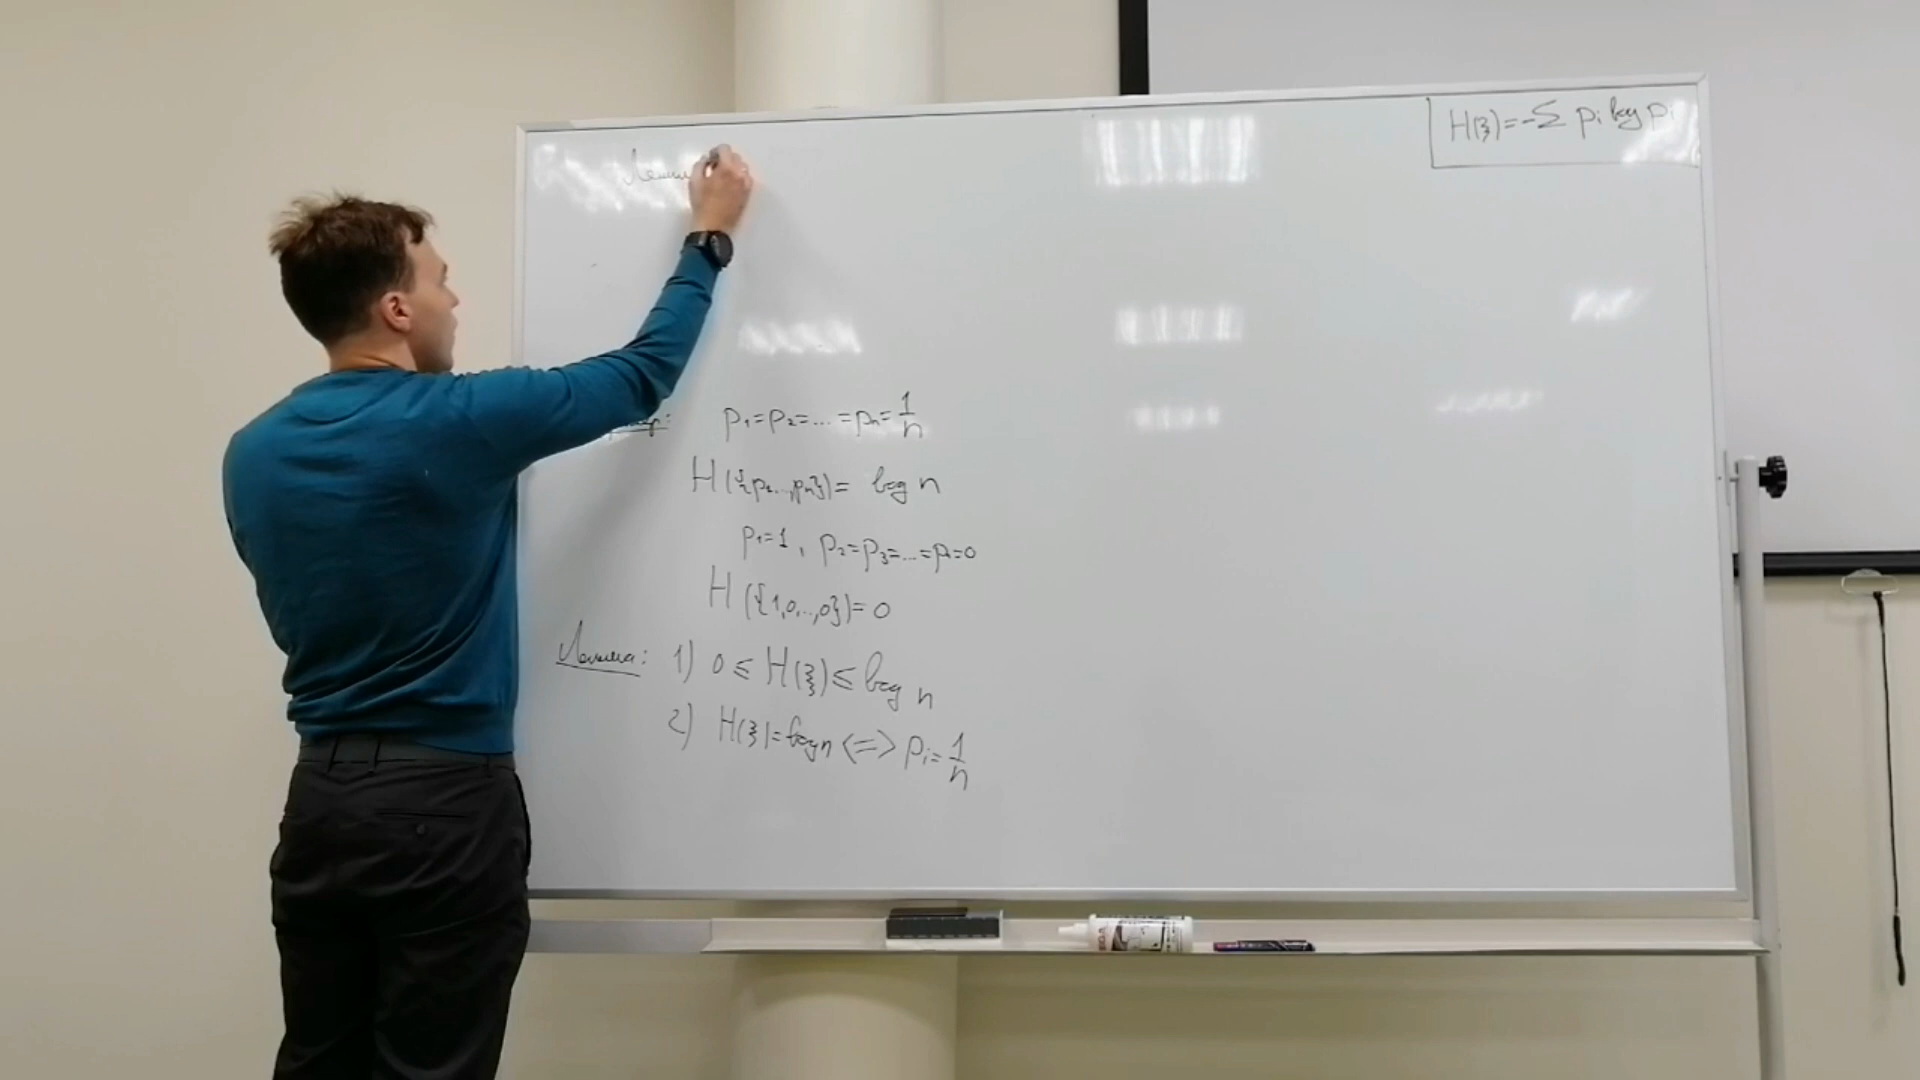 H(ξ)=-Σ pᵢ log pᵢ
Лемм
p₁=p₂=...=pₙ=1/n
H({p₁,...,pₙ})= log n
p₁=1, p₂=p₃=...=pₙ=0
H({1,0,...,0})=0
Лемма: 1) 0 ≤ H(ξ) ≤ log n
2) H(ξ)=log n <=> pᵢ=1/n